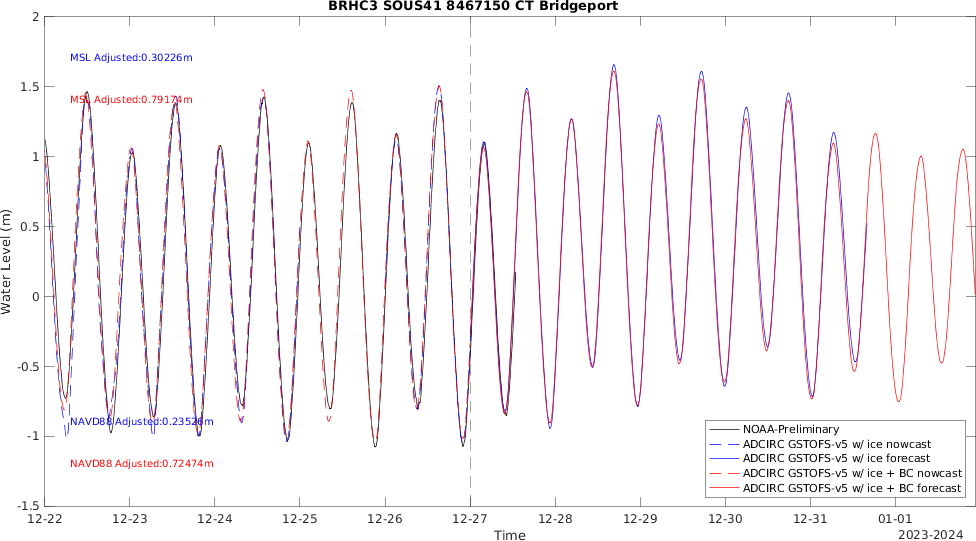 BRHC3 SOUS41 8467150 CT Bridgeport
2
1.5
1
0.5
0
-0.5
-1
-1.5
Water Level (m)
MSL Adjusted:0.30226m
MSL Adjusted:0.79174m
NAVD88 Adjusted:0.23526m
NAVD88 Adjusted:0.72474m
NOAA-Preliminary
ADCIRC GSTOFS-v5 w/ ice nowcast
ADCIRC GSTOFS-v5 w/ ice forecast
ADCIRC GSTOFS-v5 w/ ice + BC nowcast
ADCIRC GSTOFS-v5 w/ ice + BC forecast
12-22 12-23 12-24 12-25 12-26 12-27 12-28 12-29 12-30 12-31 01-01
Time
2023-2024